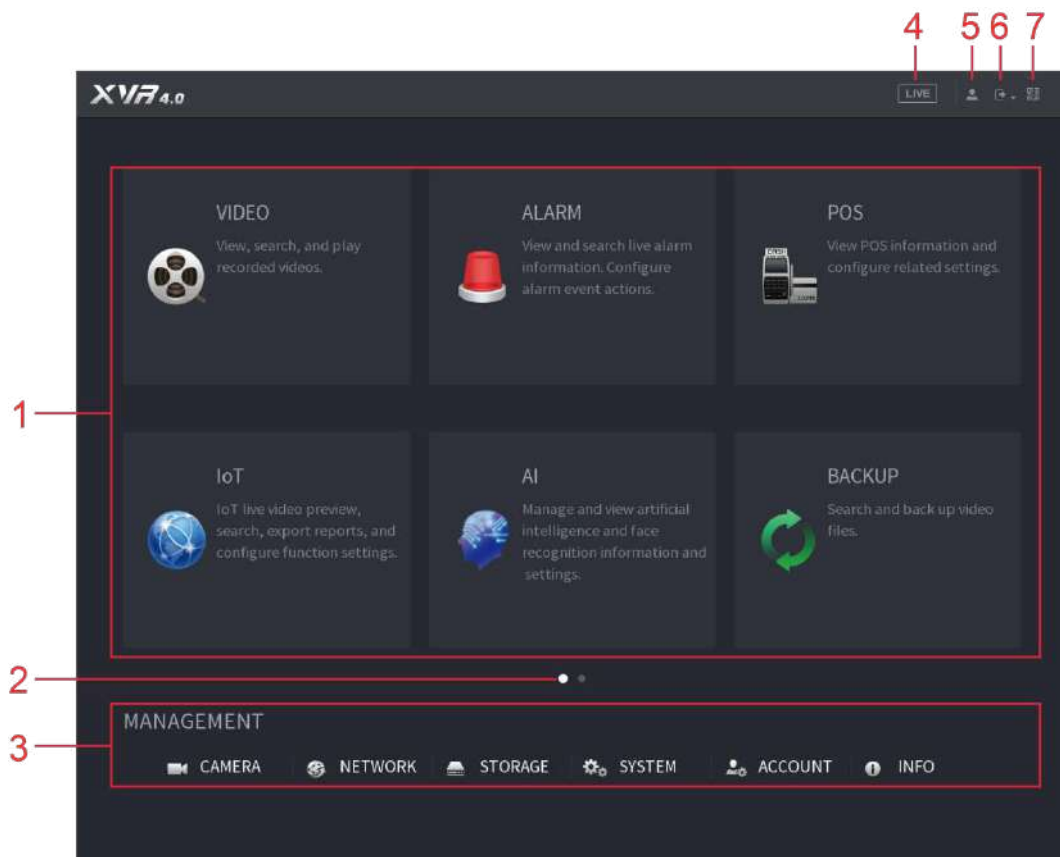 4 5 6 7
XVR 4.0
LIVE
VIDEO
View, search, and play
recorded videos.
ALARM
View and search live alarm
information. Configure
alarm event actions.
POS
View POS information and
configure related settings.
1
IoT
IoT live video preview,
search, export reports, and
configure function settings.
AI
Manage and view artificial
intelligence and face
recognition information and
settings.
BACKUP
Search and back up video
files.
2
MANAGEMENT
3
CAMERA NETWORK STORAGE SYSTEM ACCOUNT INFO